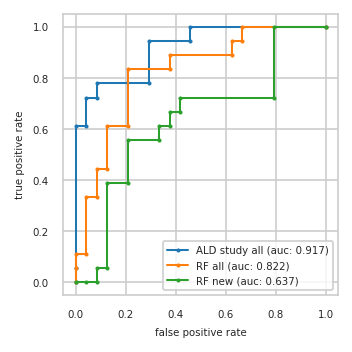 1.0
0.8
0.6
0.4
0.2
0.0
true positive rate
ALD study all (auc: 0.917)
RF all (auc: 0.822)
RF new (auc: 0.637)
0.0 0.2 0.4 0.6 0.8 1.0
false positive rate